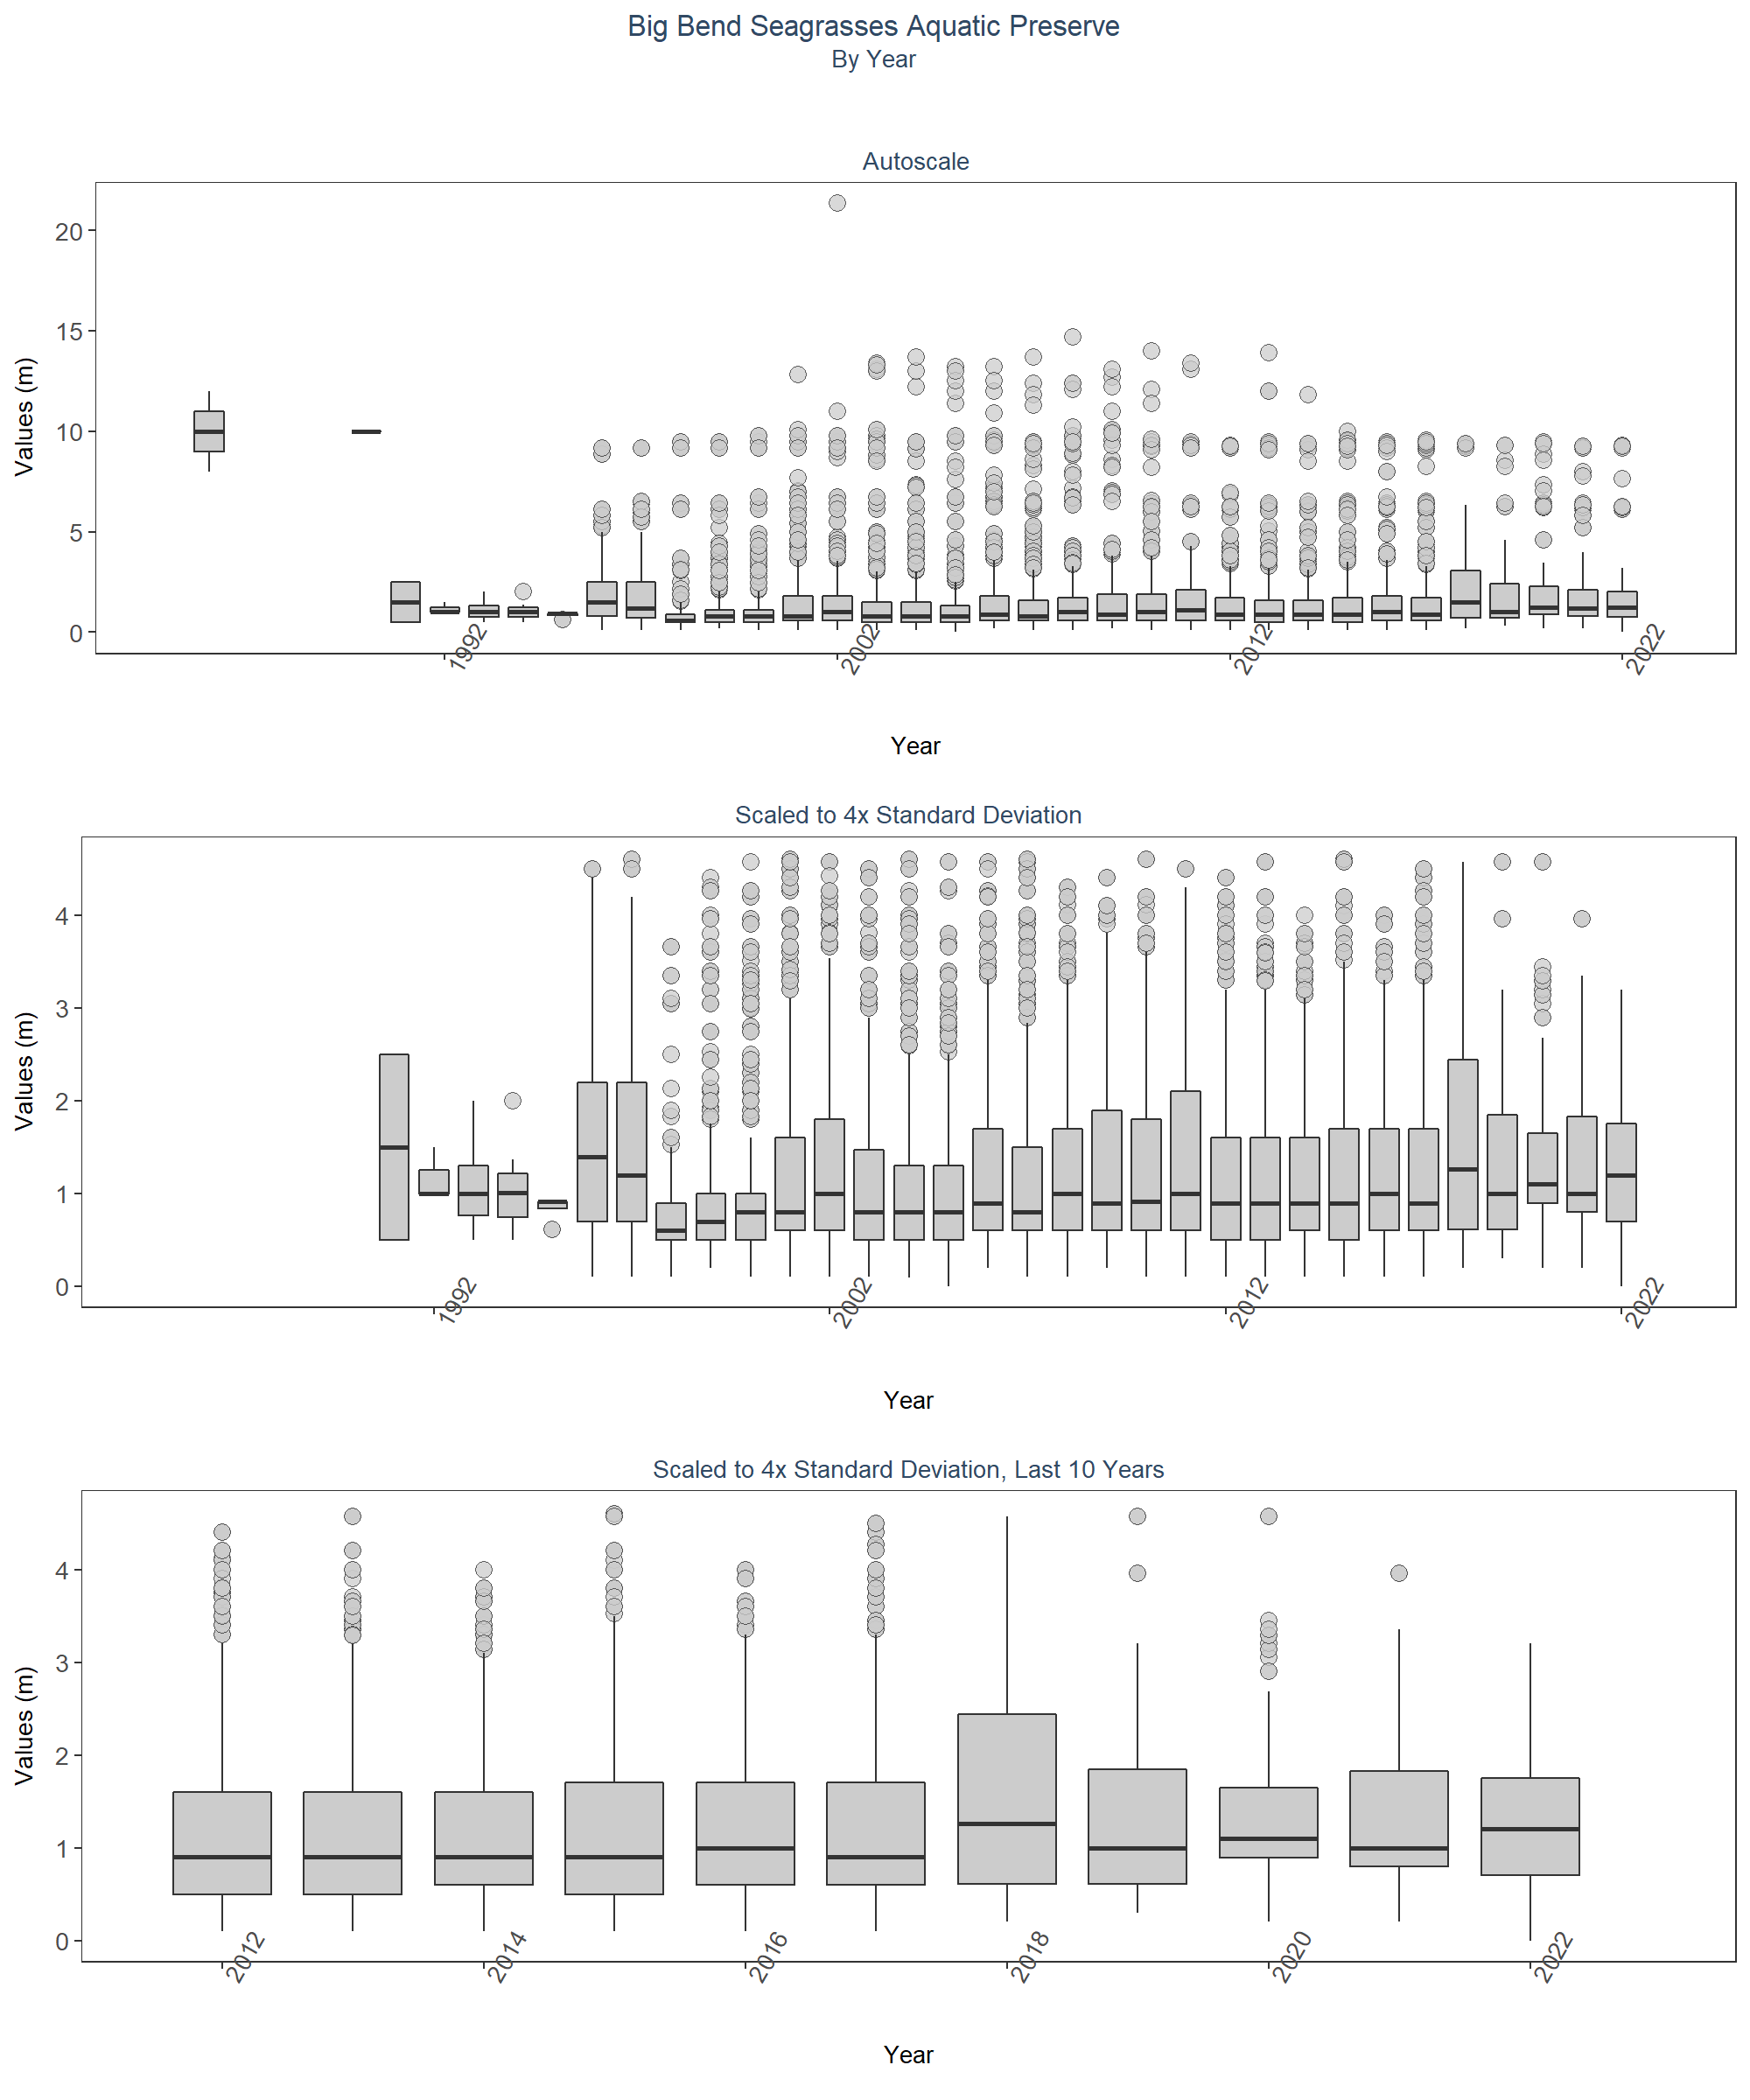 Big Bend Seagrasses Aquatic Preserve
By Year
Autoscale
Values (m)
20
15
10
5
0
1992
2002
2012
2022
Year
Scaled to 4x Standard Deviation
Values (m)
4
3
2
1
0
1992
2002
2012
2022
Year
Scaled to 4x Standard Deviation, Last 10 Years
Values (m)
4
3
2
1
0
2012
2014
2016
2018
2020
2022
Year